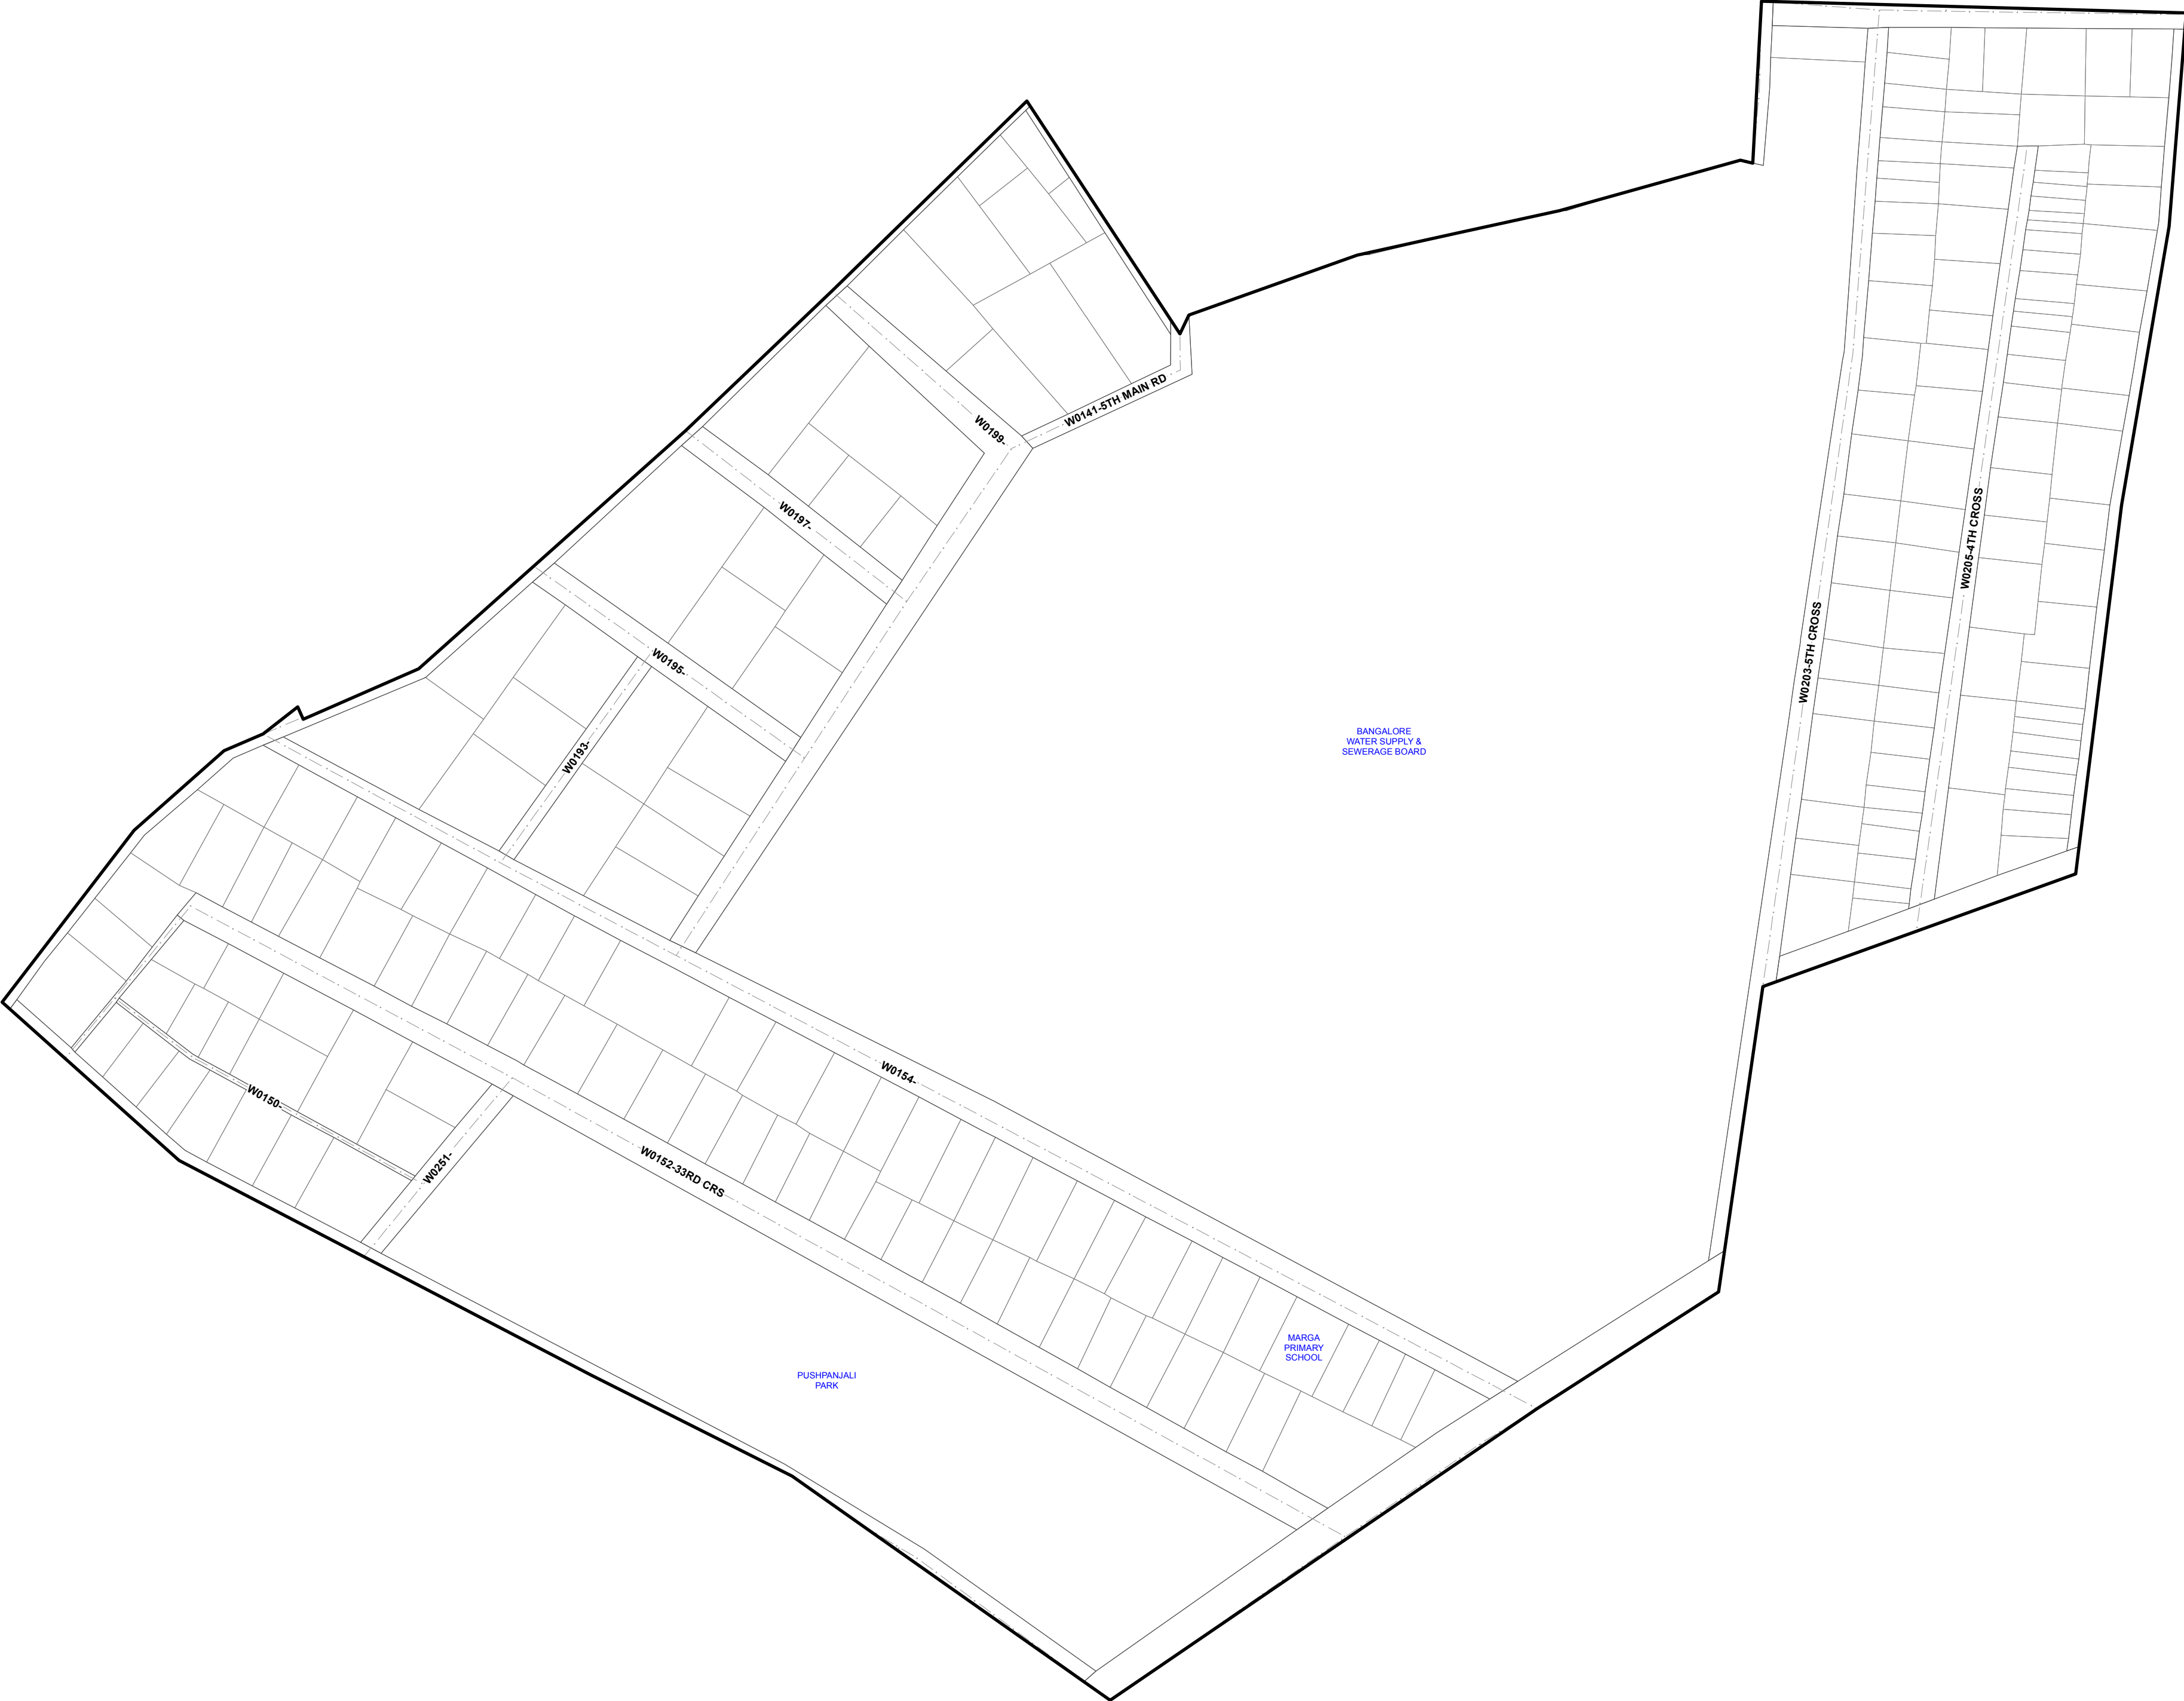 W0199-
W0141-5TH MAIN RD
W0197-
W0195-
W0193-
W0205-4TH CROSS
W0203-5TH CROSS
BANGALORE
WATER SUPPLY &
SEWERAGE BOARD
W0154-
W0150-
W0251-
W0152-33RD CRS
MARGA
PRIMARY
SCHOOL
PUSHPANJALI
PARK